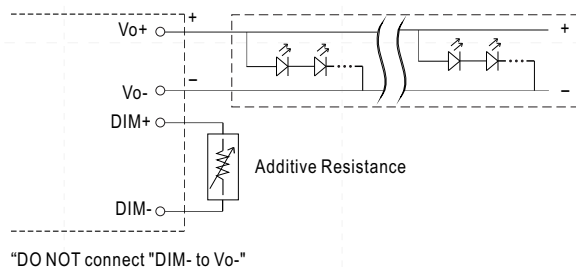 Vo+
+
+
Vo-
−
−
DIM+
Additive Resistance
DIM-
“DO NOT connect "DIM- to Vo-"